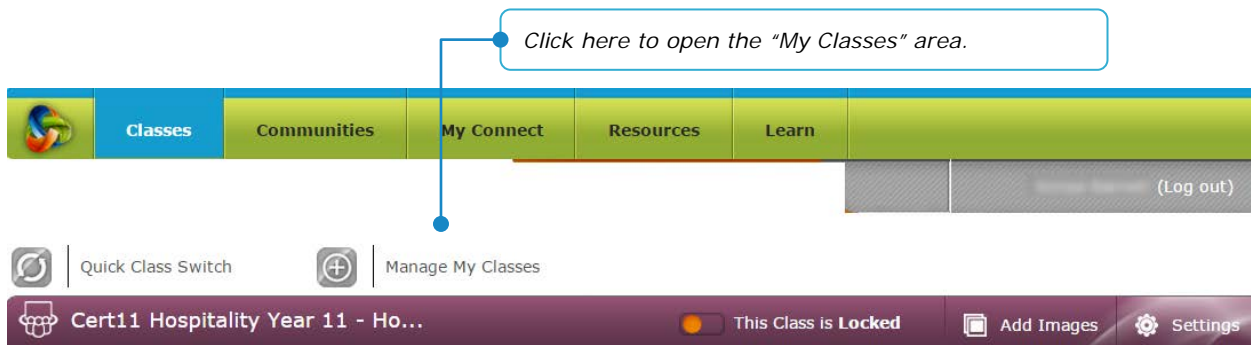 Click here to open the “My Classes” area.
Classes Communities My Connect Resources Learn
(Log out)
Quick Class Switch Manage My Classes
Cert11 Hospitality Year 11 - Ho... This Class is Locked Add Images Settings